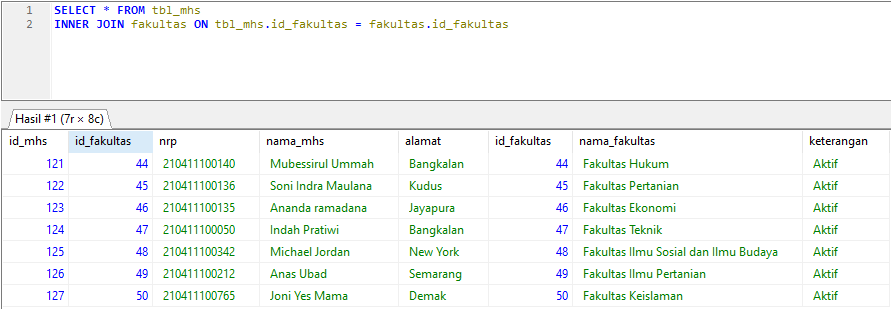 1 SELECT * FROM tbl_mhs
2 INNER JOIN fakultas ON tbl_mhs.id_fakultas = fakultas.id_fakultas
Hasil #1 (7r × 8c)
id_mhs id_fakultas nrp nama_mhs alamat id_fakultas nama_fakultas keterangan
121 44 210411100140 Mubessirul Ummah Bangkalan 44 Fakultas Hukum Aktif
122 45 210411100136 Soni Indra Maulana Kudus 45 Fakultas Pertanian Aktif
123 46 210411100135 Ananda ramadana Jayapura 46 Fakultas Ekonomi Aktif
124 47 210411100050 Indah Pratiwi Bangkalan 47 Fakultas Teknik Aktif
125 48 210411100342 Michael Jordan New York 48 Fakultas Ilmu Sosial dan Ilmu Budaya Aktif
126 49 210411100212 Anas Ubad Semarang 49 Fakultas Ilmu Pertanian Aktif
127 50 210411100765 Joni Yes Mama Demak 50 Fakultas Keislaman Aktif